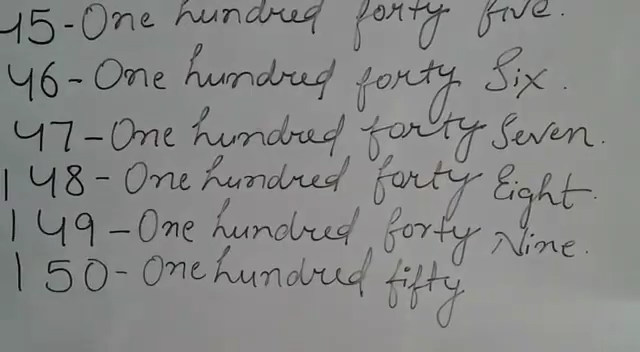 45-One hundred forty five.
46-One hundred forty Six.
47-One hundred forty Seven.
148-One hundred forty Eight.
149-One hundred forty Nine.
150-One hundred fifty